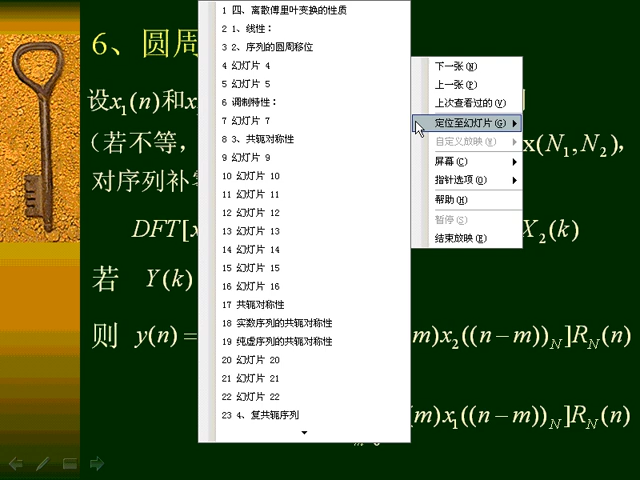 1 四、离散傅里叶变换的性质
2 1、线性：
3 2、序列的圆周移位
4 幻灯片 4
5 幻灯片 5
6 调制特性：
7 幻灯片 7
8 3、共轭对称性
9 幻灯片 9
10 幻灯片 10
11 幻灯片 11
12 幻灯片 12
13 幻灯片 13
14 幻灯片 14
15 幻灯片 15
16 幻灯片 16
17 共轭对称性
18 实数序列的共轭对称性
19 纯虚序列的共轭对称性
20 幻灯片 20
21 幻灯片 21
22 幻灯片 22
23 4、复共轭序列
下一张(N)
上一张(P)
上次查看过的(V)
定位至幻灯片(G)
自定义放映(W)
屏幕(C)
指针选项(O)
帮助(H)
暂停(S)
结束放映(E)
6、圆周
设x₁(n)和x
（若不等， x(N₁,N₂)，
对序列补
DFT[x X₂(k)
若 Y(k)
则 y(n) = m)x₂((n−m))_N]R_N(n)
m)x₁((n−m))_N]R_N(n)